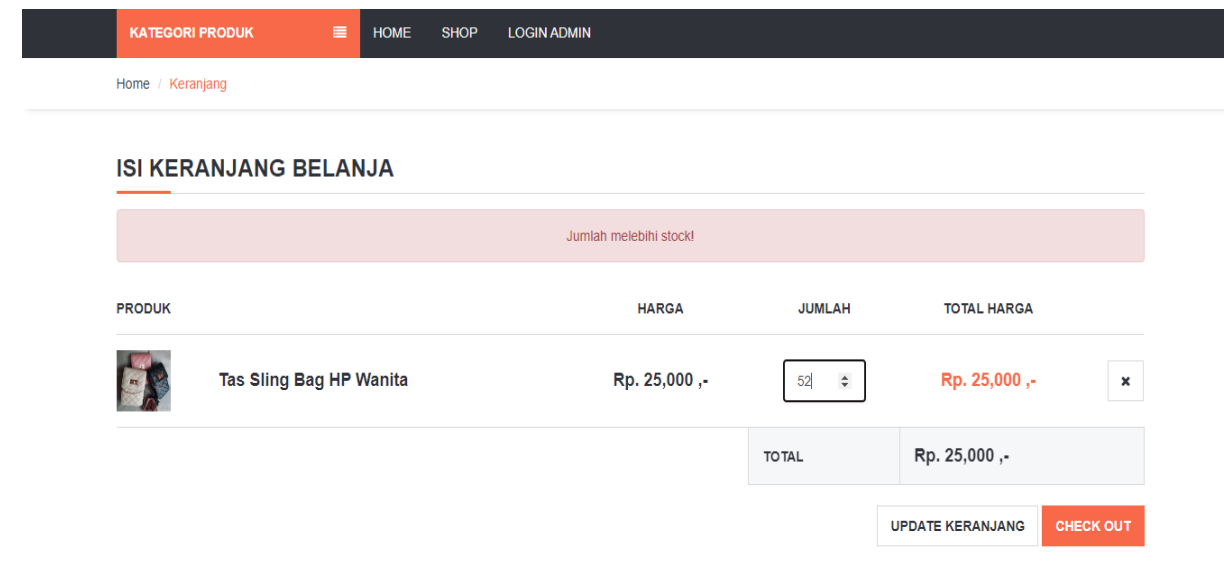 KATEGORI PRODUK HOME SHOP LOGIN ADMIN
Home / Keranjang
ISI KERANJANG BELANJA
Jumlah melebihi stock!
PRODUK HARGA JUMLAH TOTAL HARGA
Tas Sling Bag HP Wanita Rp. 25,000 ,- 52 Rp. 25,000 ,- ×
TOTAL Rp. 25,000 ,-
UPDATE KERANJANG CHECK OUT